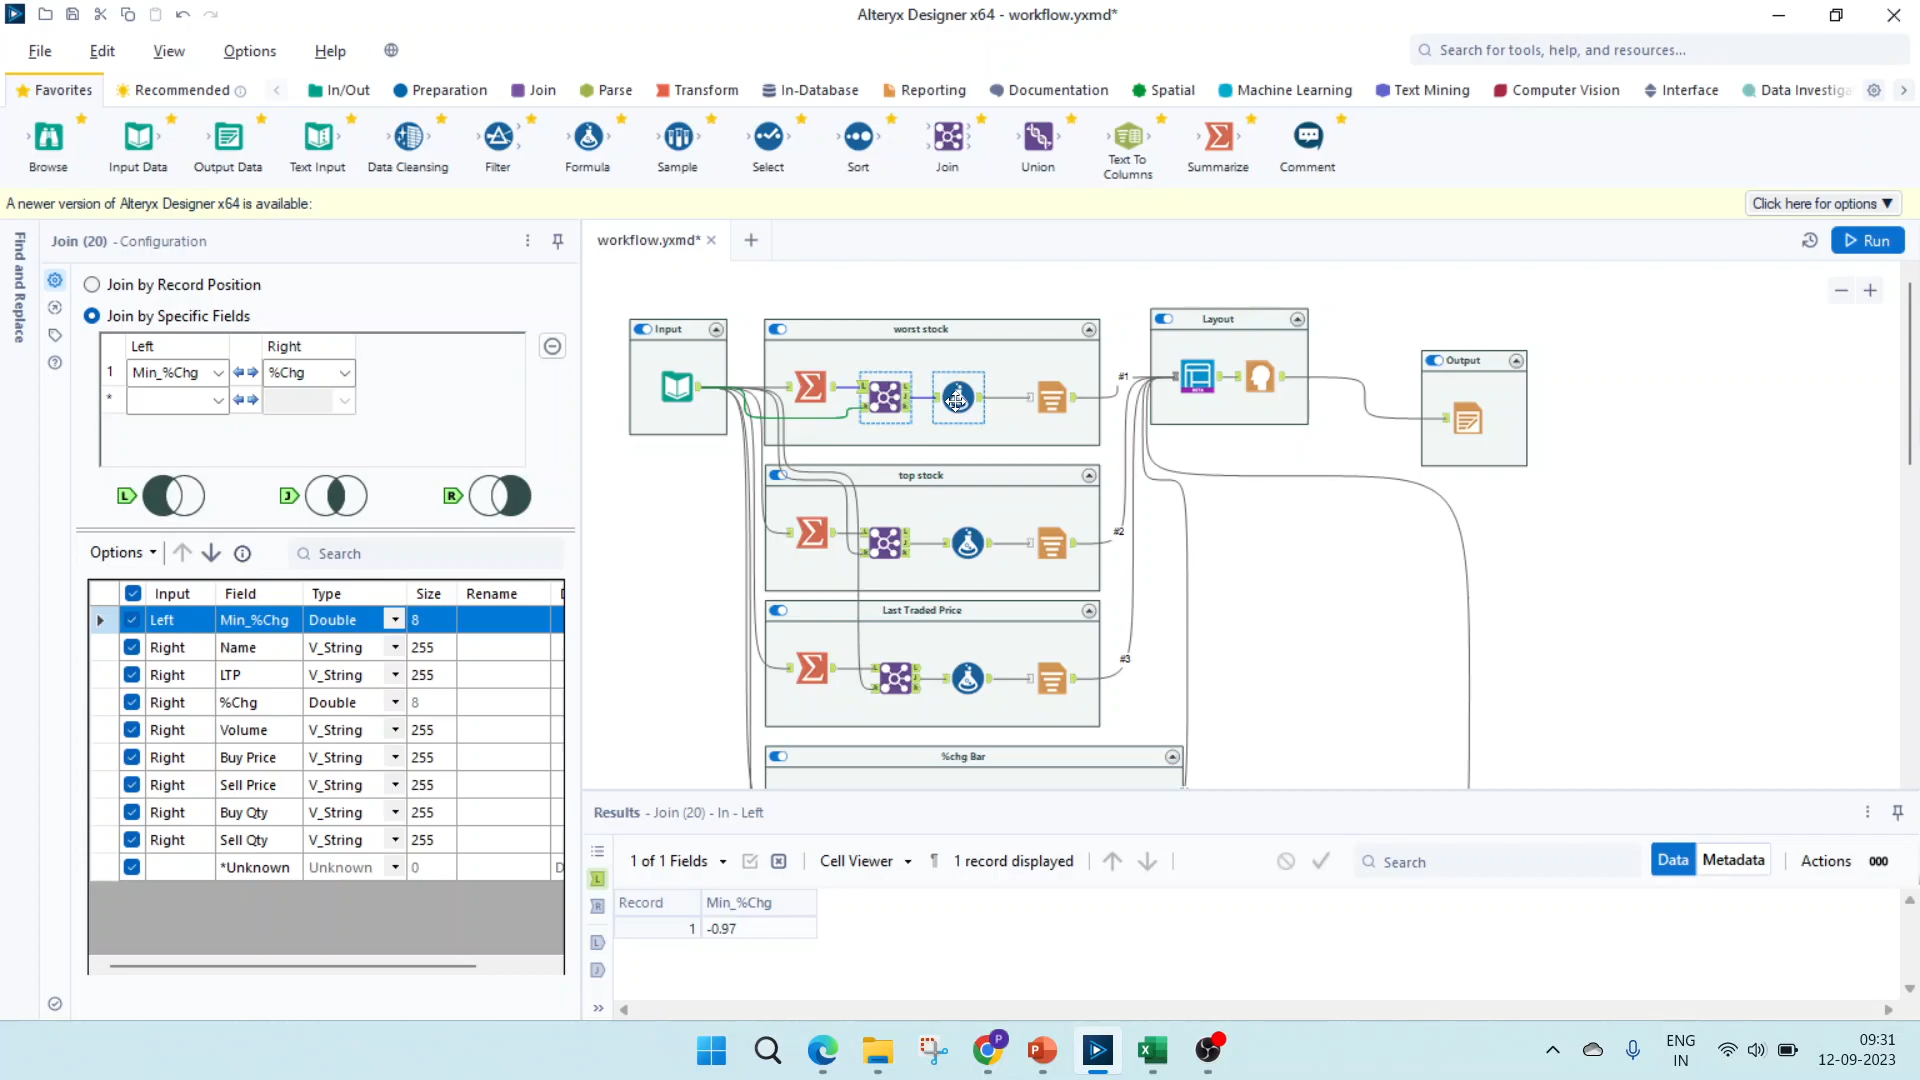 Alteryx Designer x64 - workflow.yxmd*
File Edit View Options Help
Search for tools, help, and resources...
Favorites Recommended In/Out Preparation Join Parse Transform In-Database Reporting Documentation Spatial Machine Learning Text Mining Computer Vision Interface Data Investiga
Browse Input Data Output Data Text Input Data Cleansing Filter Formula Sample Select Sort Join Union Text To Columns Summarize Comment
A newer version of Alteryx Designer x64 is available:
Click here for options ▼
Find and Replace
Join (20) - Configuration
workflow.yxmd*
Run
Join by Record Position
Join by Specific Fields
Left Right
1 Min_%Chg %Chg
*
L J R
Options Search
Input Field Type Size Rename D
Left Min_%Chg Double 8
Right Name V_String 255
Right LTP V_String 255
Right %Chg Double 8
Right Volume V_String 255
Right Buy Price V_String 255
Right Sell Price V_String 255
Right Buy Qty V_String 255
Right Sell Qty V_String 255
*Unknown Unknown 0 D
Input
worst stock
Layout
Output
BETA
#1
top stock
#2
Last Traded Price
#3
%chg Bar
Results - Join (20) - In - Left
1 of 1 Fields Cell Viewer 1 record displayed Search Data Metadata Actions 000
Record Min_%Chg
1 -0.97
ENG
IN
09:31
12-09-2023